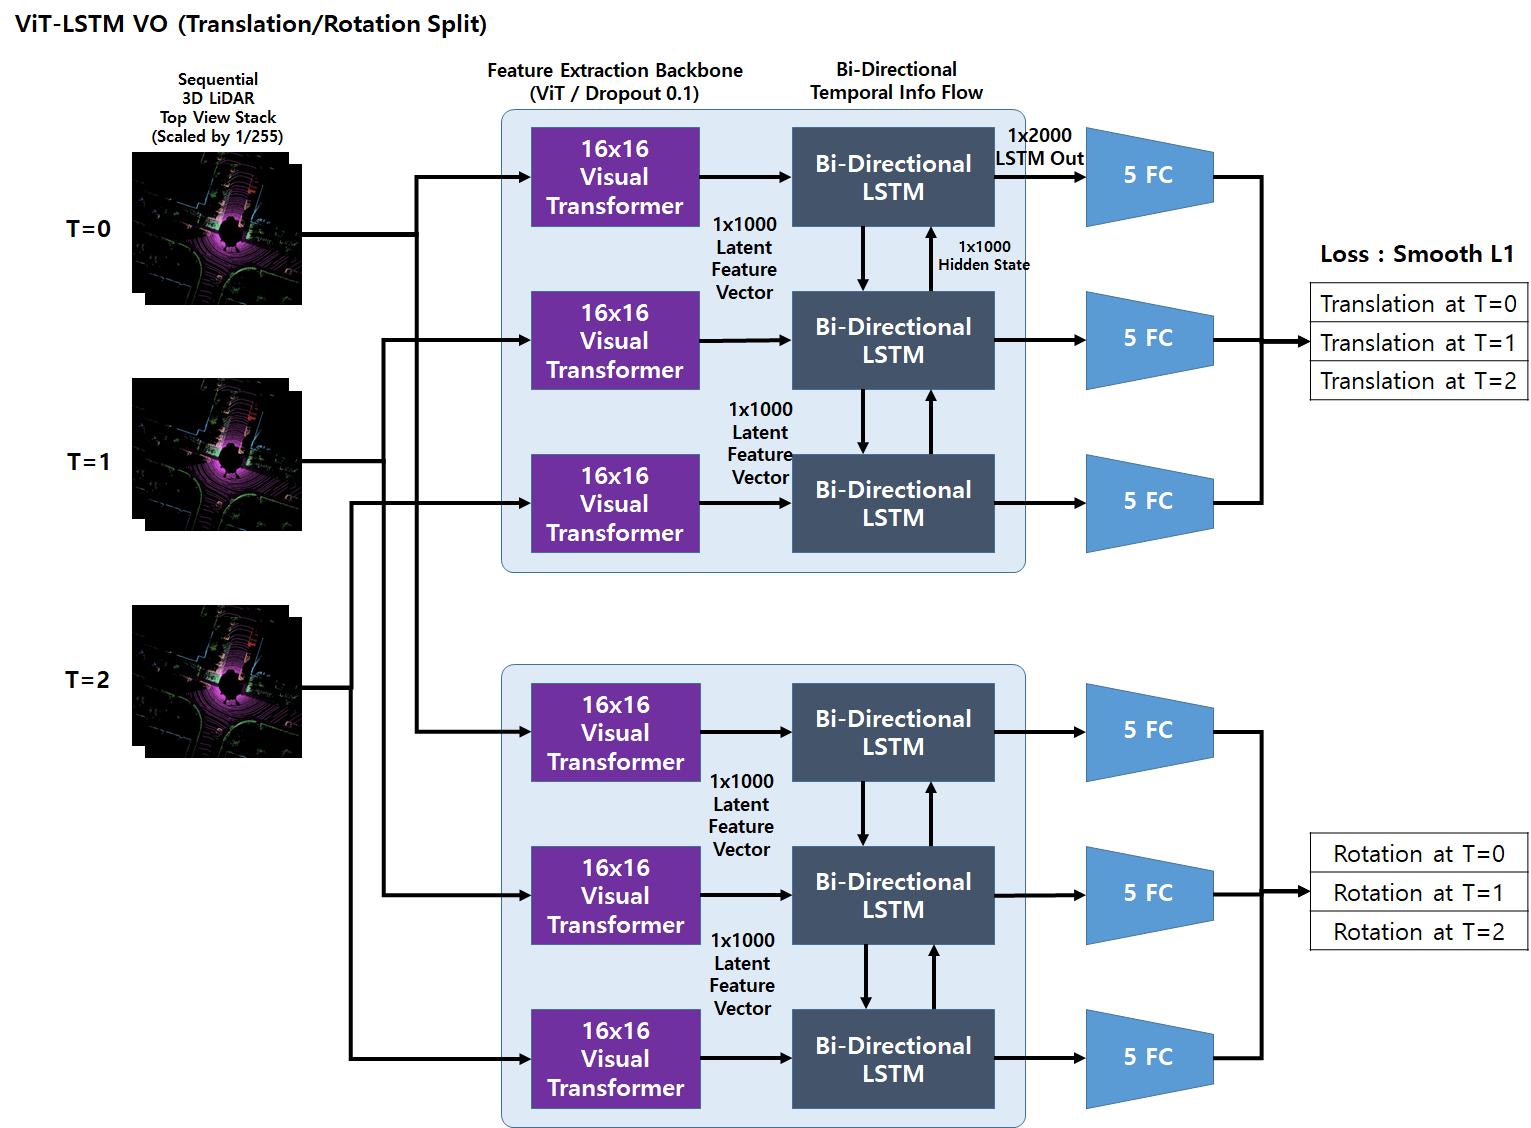 ViT-LSTM VO (Translation/Rotation Split)
Sequential
3D LiDAR
Top View Stack
(Scaled by 1/255)
Feature Extraction Backbone
(ViT / Dropout 0.1)
Bi-Directional
Temporal Info Flow
T=0
T=1
T=2
16x16
Visual
Transformer
1x1000
Latent
Feature
Vector
Bi-Directional
LSTM
1x2000
LSTM Out
1x1000
Hidden State
5 FC
16x16
Visual
Transformer
1x1000
Latent
Feature
Vector
Bi-Directional
LSTM
5 FC
16x16
Visual
Transformer
Bi-Directional
LSTM
5 FC
Loss : Smooth L1
Translation at T=0
Translation at T=1
Translation at T=2
16x16
Visual
Transformer
1x1000
Latent
Feature
Vector
Bi-Directional
LSTM
5 FC
16x16
Visual
Transformer
1x1000
Latent
Feature
Vector
Bi-Directional
LSTM
5 FC
16x16
Visual
Transformer
Bi-Directional
LSTM
5 FC
Rotation at T=0
Rotation at T=1
Rotation at T=2